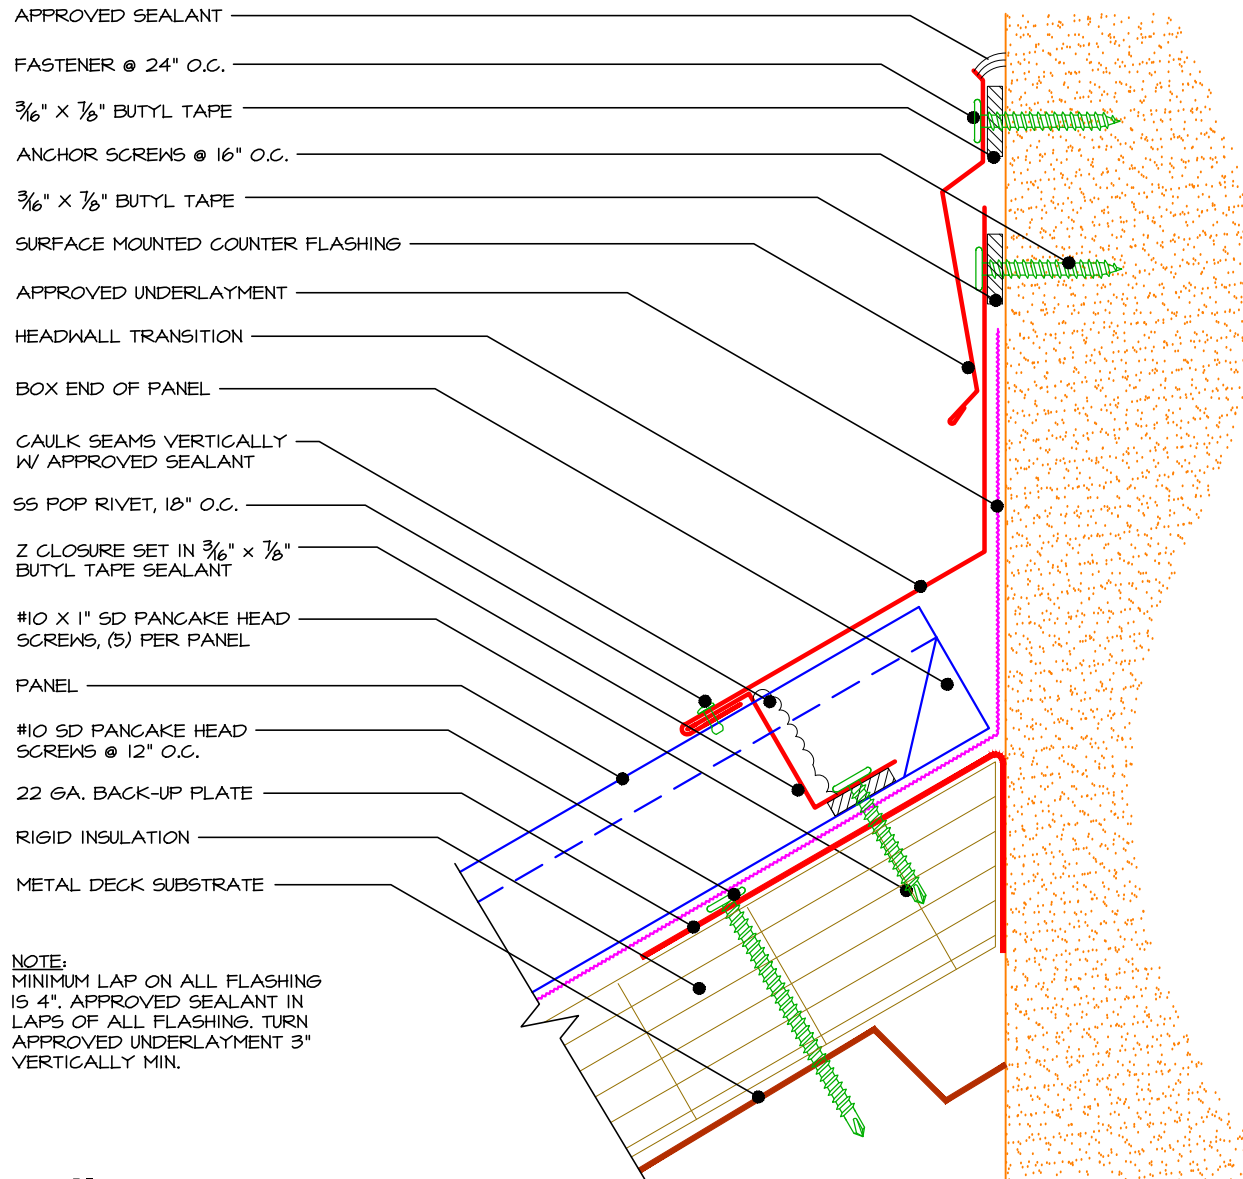 APPROVED SEALANT
FASTENER @ 24" O.C.
3/16" X 7/8" BUTYL TAPE
ANCHOR SCREWS @ 16" O.C.
3/16" X 7/8" BUTYL TAPE
SURFACE MOUNTED COUNTER FLASHING
APPROVED UNDERLAYMENT
HEADWALL TRANSITION
BOX END OF PANEL
CAULK SEAMS VERTICALLY
W/ APPROVED SEALANT
SS POP RIVET, 18" O.C.
Z CLOSURE SET IN 3/16" x 7/8"
BUTYL TAPE SEALANT
#10 X 1" SD PANCAKE HEAD
SCREWS, (5) PER PANEL
PANEL
#10 SD PANCAKE HEAD
SCREWS @ 12" O.C.
22 GA. BACK-UP PLATE
RIGID INSULATION
METAL DECK SUBSTRATE
NOTE:
MINIMUM LAP ON ALL FLASHING
IS 4". APPROVED SEALANT IN
LAPS OF ALL FLASHING. TURN
APPROVED UNDERLAYMENT 3"
VERTICALLY MIN.